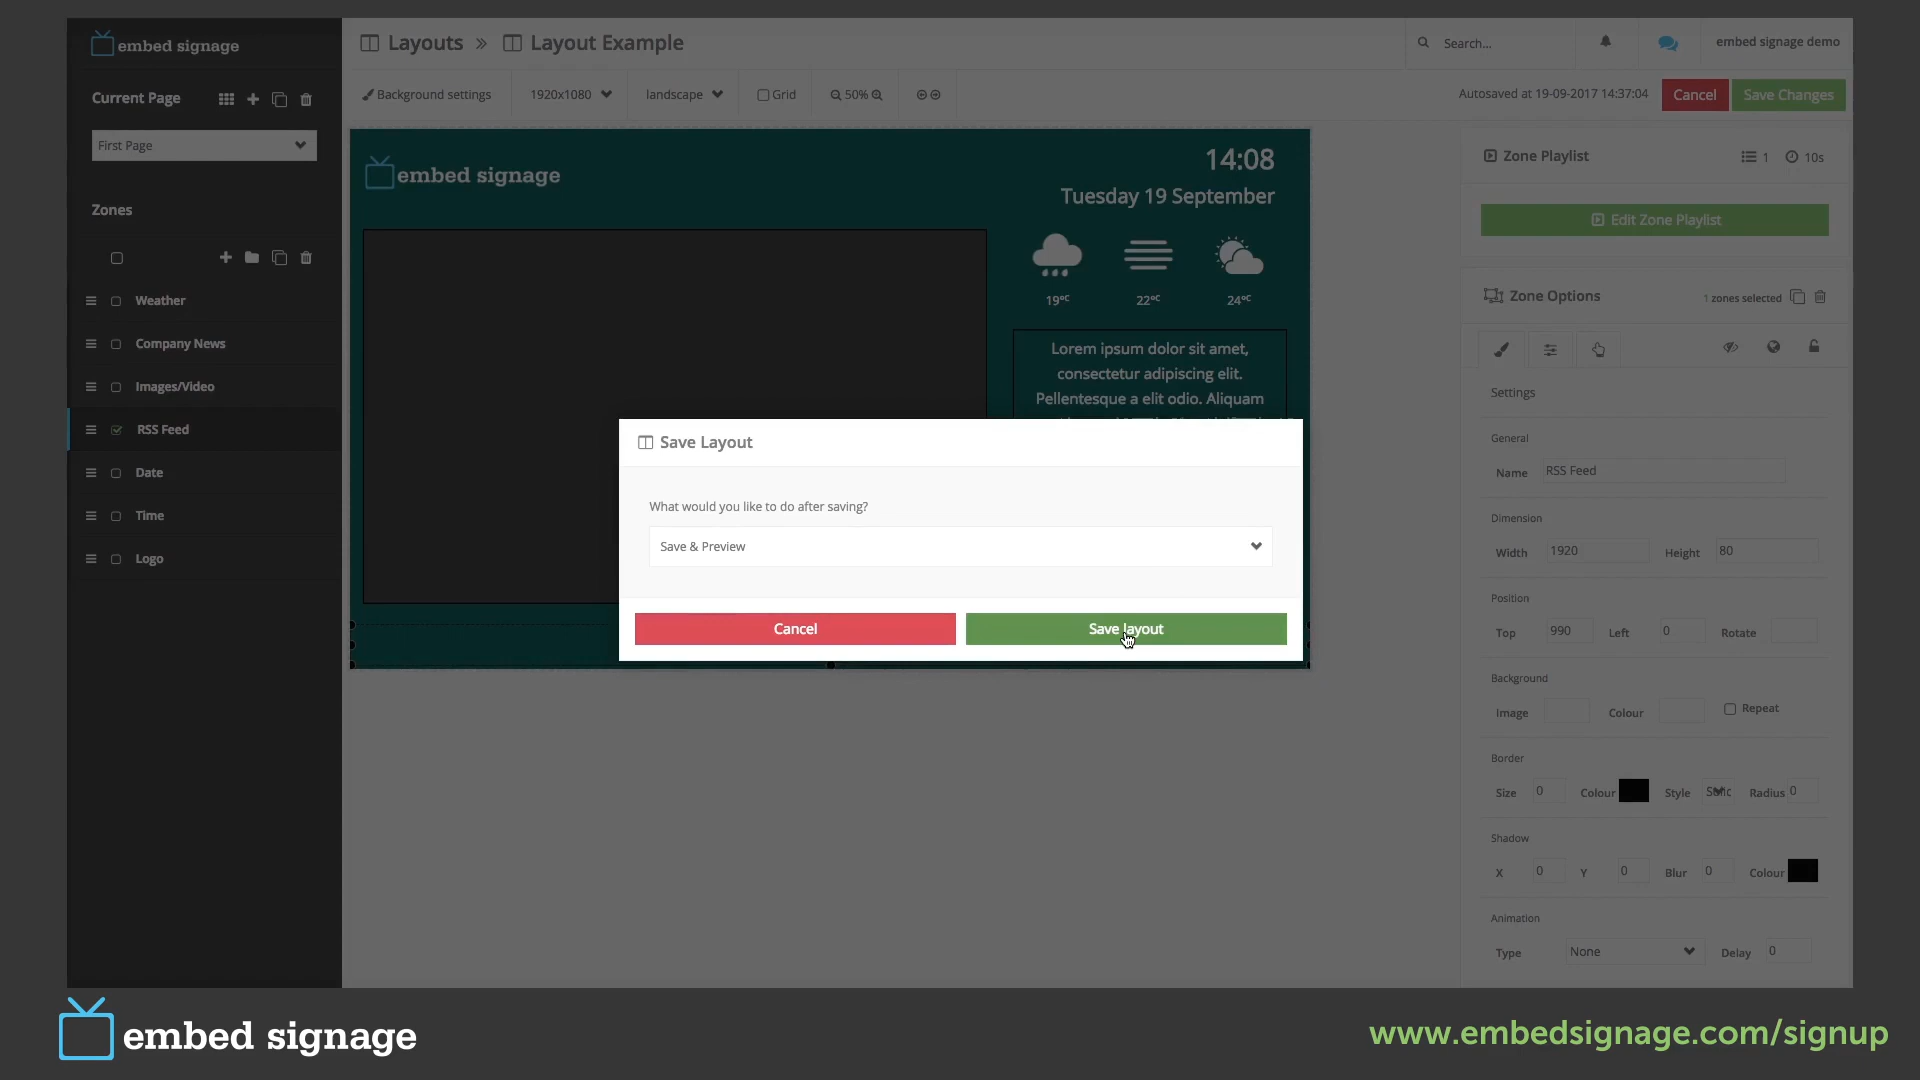 embed signage
Layouts » Layout Example
Search...
embed signage demo
Current Page
First Page
Background settings
1920x1080
landscape
Grid
50%
Autosaved at 19-09-2017 14:37:04
Cancel
Save Changes
Zones
Weather
Company News
Images/Video
RSS Feed
Date
Time
Logo
embed signage
14:08
Tuesday 19 September
19ºC
22ºC
24ºC
Lorem ipsum dolor sit amet,
consectetur adipiscing elit.
Pellentesque a elit odio. Aliquam
Save Layout
What would you like to do after saving?
Save & Preview
Cancel
Save layout
Zone Playlist
1
10s
Edit Zone Playlist
Zone Options
1 zones selected
Settings
General
Name RSS Feed
Dimension
Width 1920 Height 80
Position
Top 990 Left 0 Rotate
Background
Image Colour Repeat
Border
Size 0 Colour Style Radius 0
Shadow
X 0 Y 0 Blur 0 Colour
Animation
Type None Delay 0
embed signage
www.embedsignage.com/signup